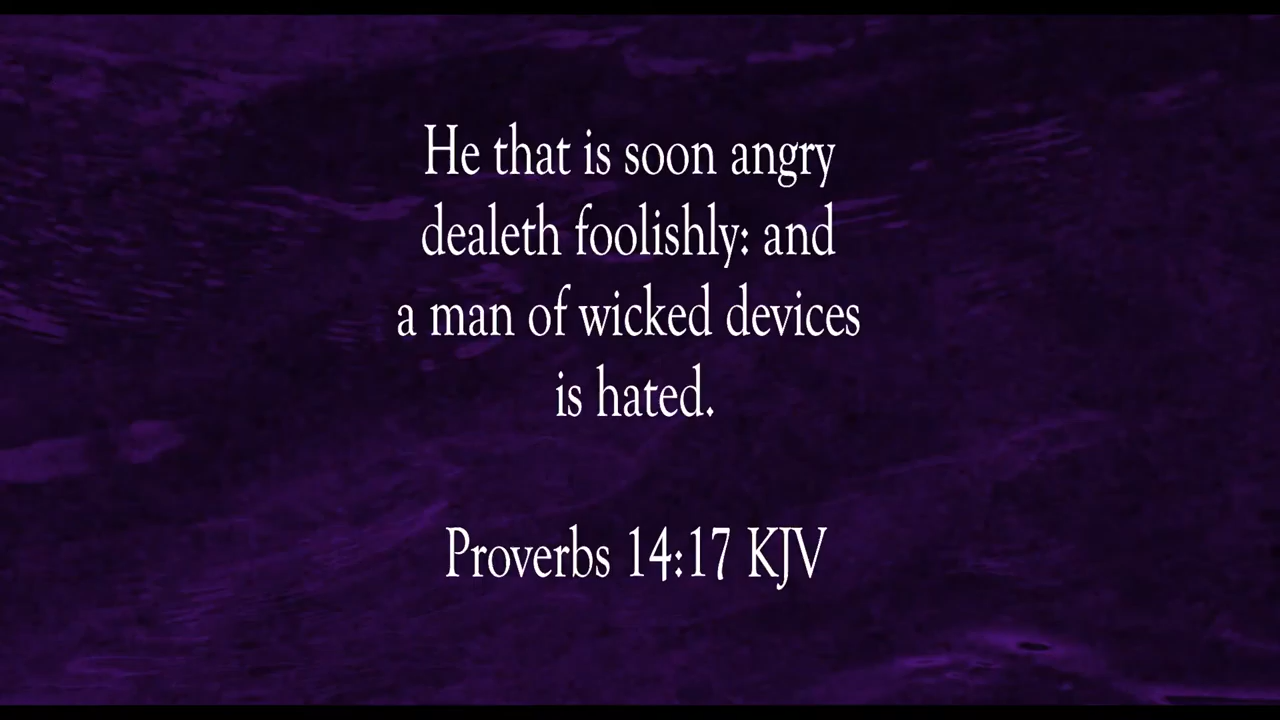 He that is soon angry
dealeth foolishly: and
a man of wicked devices
is hated.
Proverbs 14:17 KJV